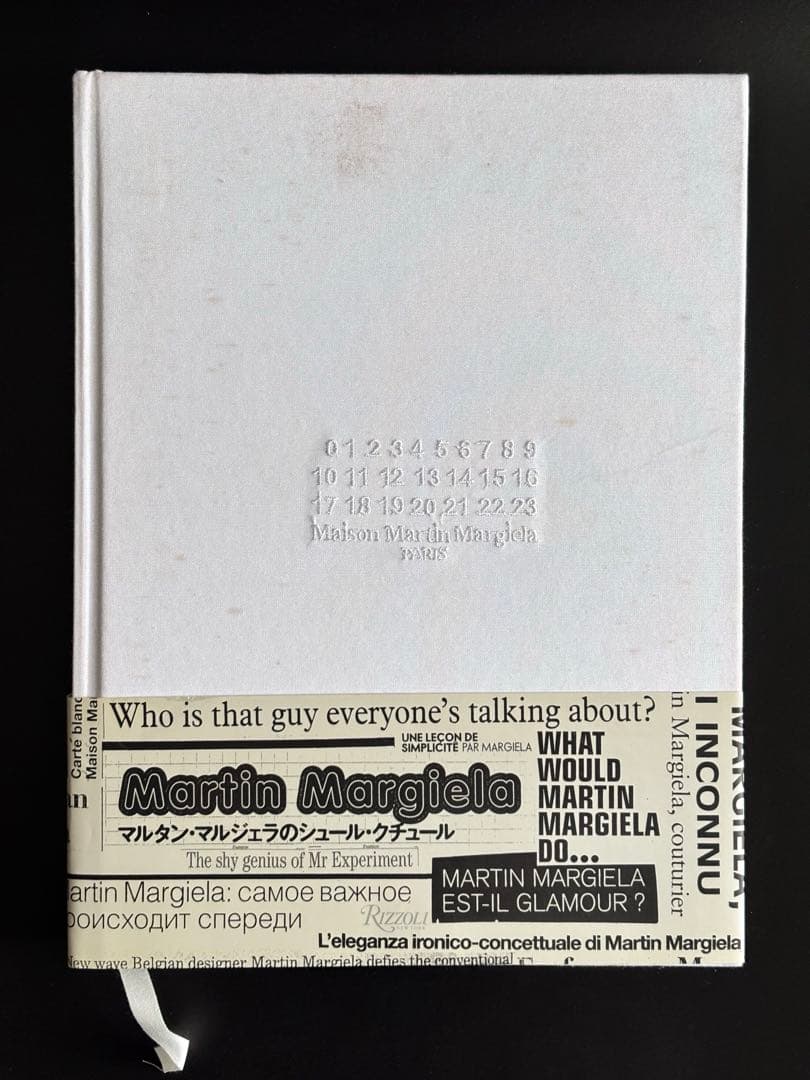 0 1 2 3 4 5 6 7 8 9
10 11 12 13 14 15 16
17 18 19 20 21 22 23
Maison Martin Margiela
PARIS
Who is that guy everyone's talking about?
Carté blanc
Maison Ma
UNE LEÇON DE
SIMPLICITÉ PAR MARGIELA
Martin Margiela
マルタン・マルジェラのシュール・クチュール
The shy genius of Mr Experiment
WHAT
WOULD
MARTIN
MARGIELA
DO...
in Margiela, couturier
I INCONNU
MARGIELA,
artin Margiela: самое важное
роисходит спереди
RIZZOLI
NEW YORK
MARTIN MARGIELA
EST-IL GLAMOUR ?
L'eleganza ironico-concettuale di Martin Margiela
New wave Belgian designer Martin Margiela defies the conventional